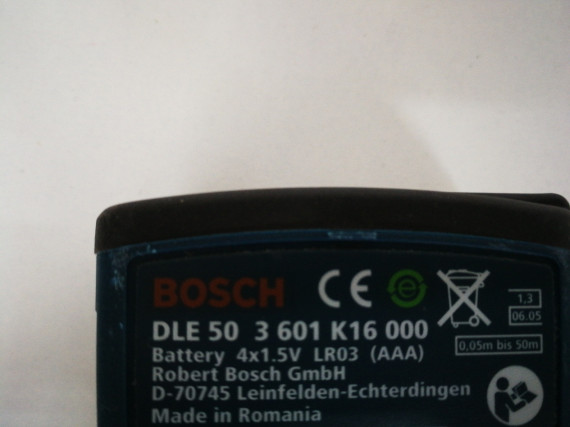 BOSCH CE e
DLE 50 3 601 K16 000
1,3
06.05
Battery 4x1.5V LR03 (AAA)
0,05m bis 50m
Robert Bosch GmbH
D-70745 Leinfelden-Echterdingen
Made in Romania